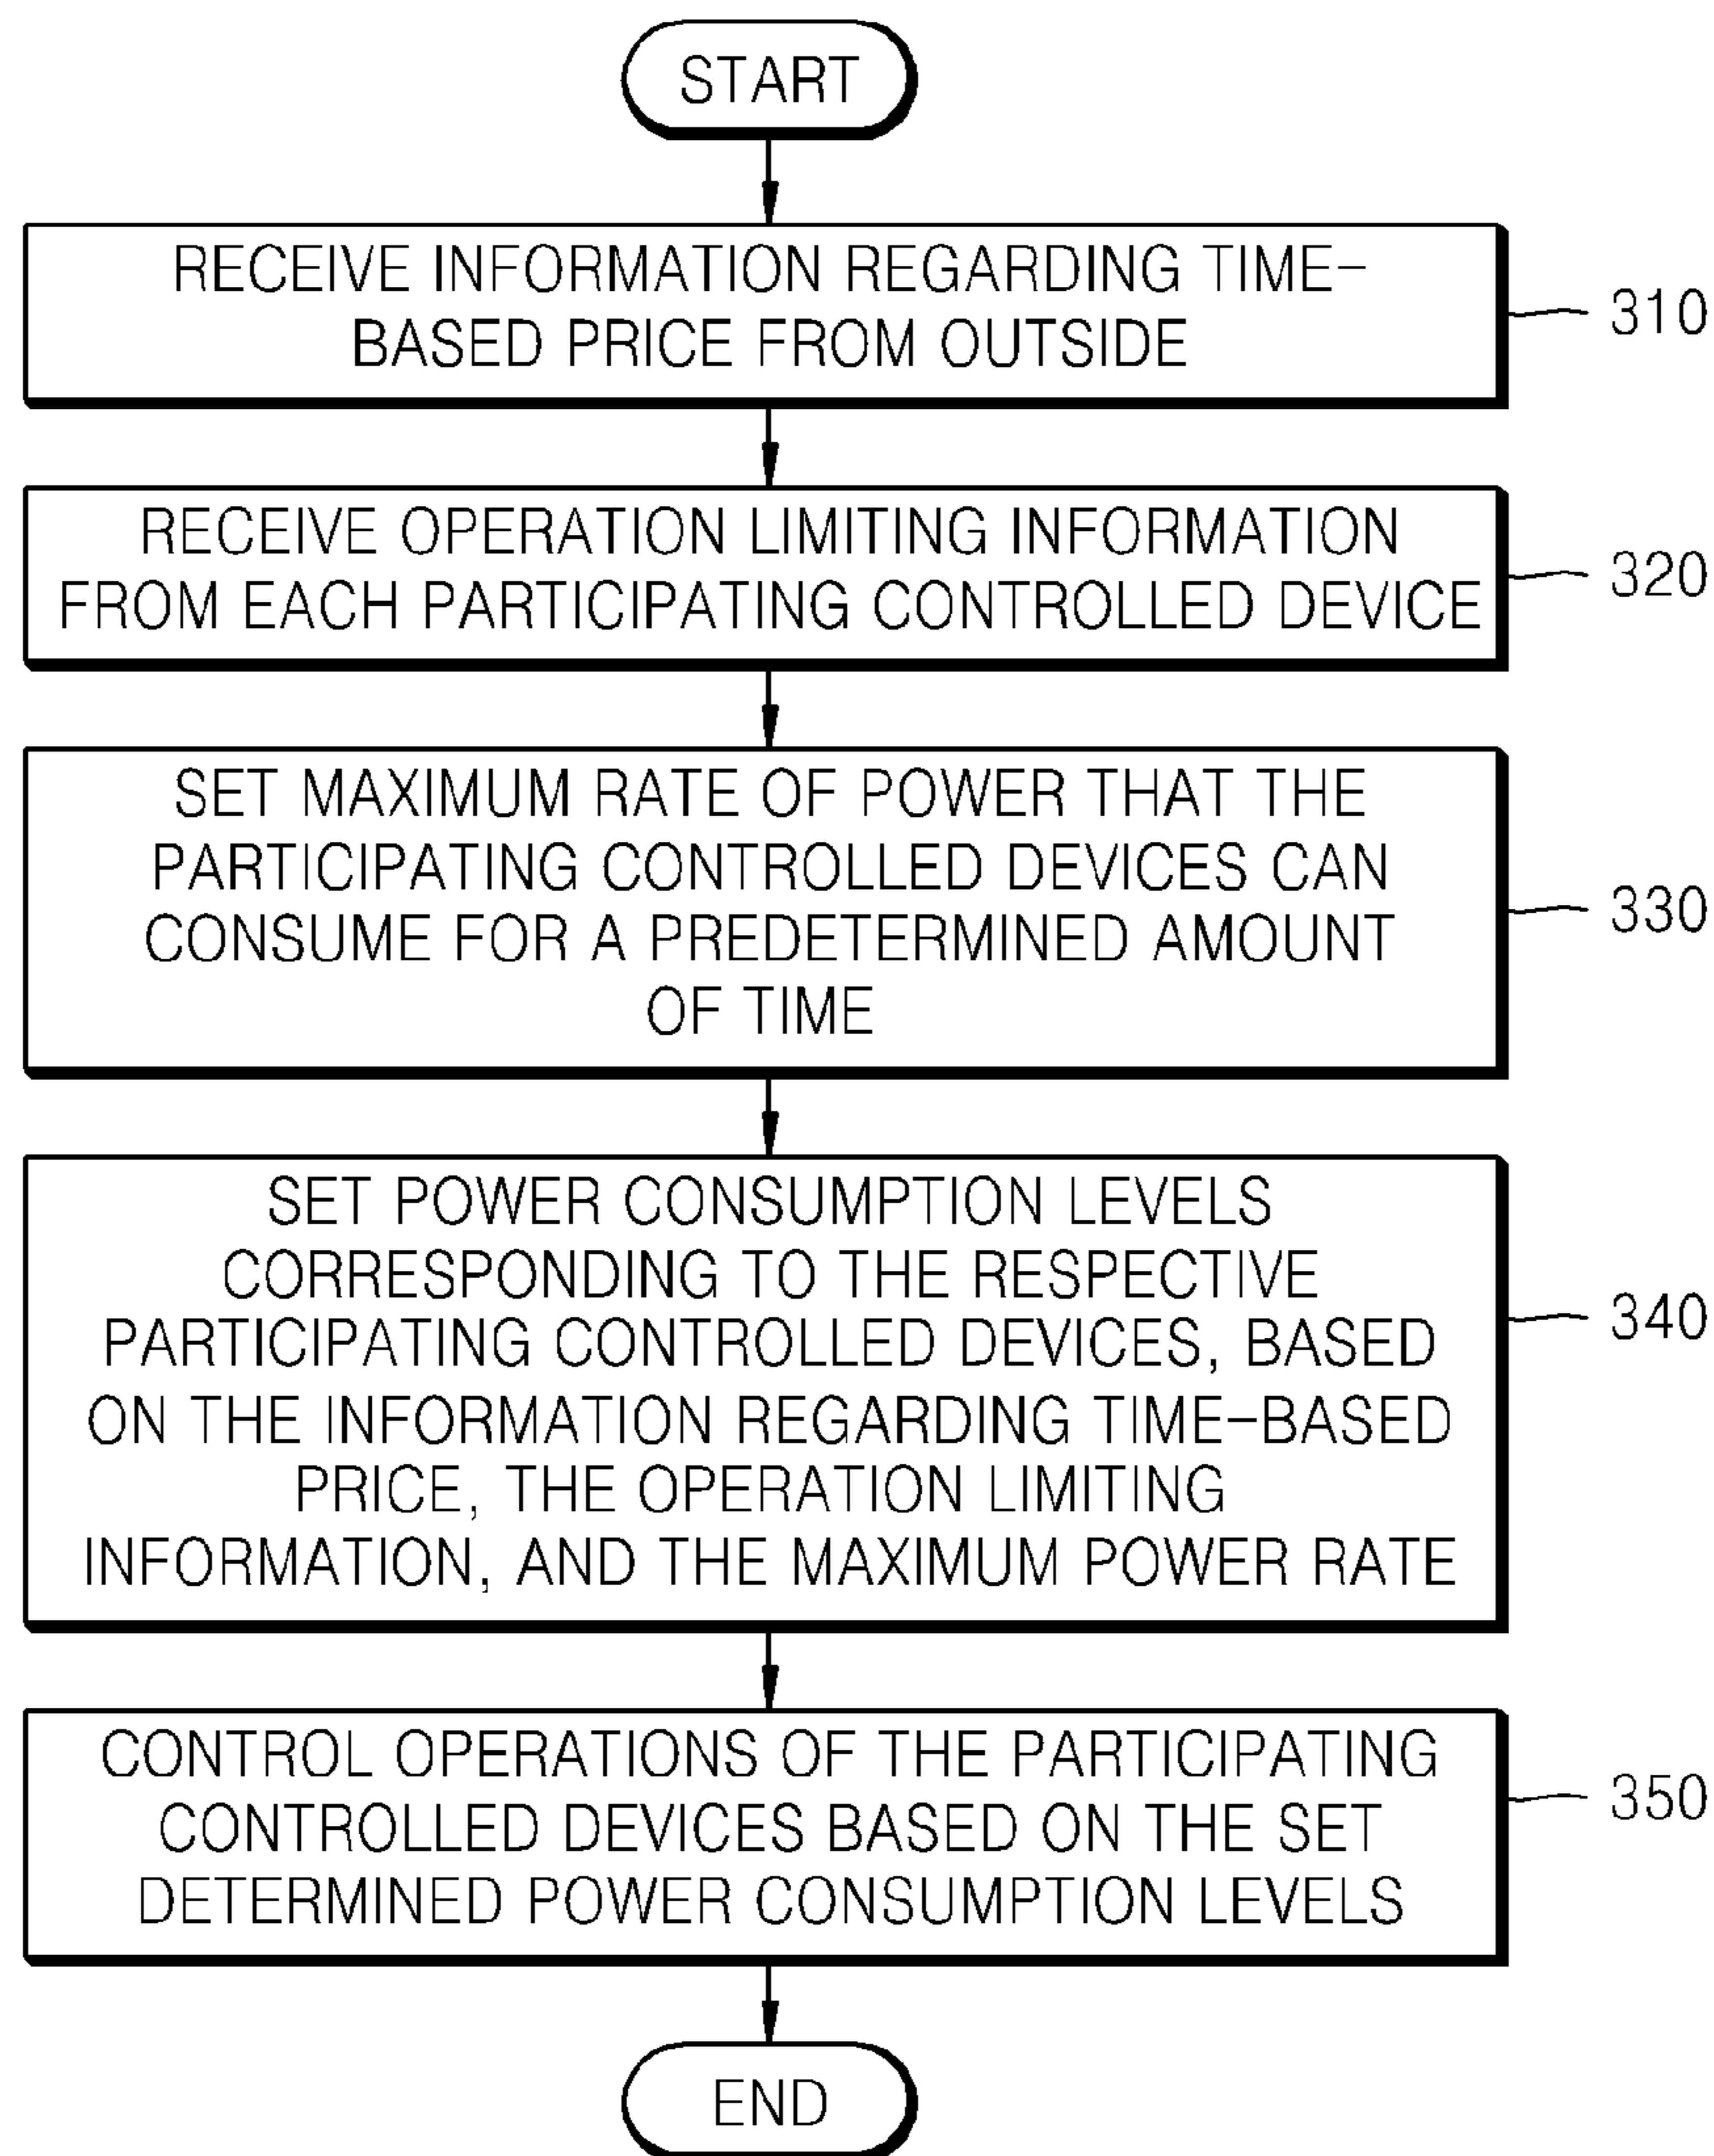 START
RECEIVE INFORMATION REGARDING TIME-
BASED PRICE FROM OUTSIDE
310
RECEIVE OPERATION LIMITING INFORMATION
FROM EACH PARTICIPATING CONTROLLED DEVICE
320
SET MAXIMUM RATE OF POWER THAT THE
PARTICIPATING CONTROLLED DEVICES CAN
CONSUME FOR A PREDETERMINED AMOUNT
OF TIME
330
SET POWER CONSUMPTION LEVELS
CORRESPONDING TO THE RESPECTIVE
PARTICIPATING CONTROLLED DEVICES, BASED
ON THE INFORMATION REGARDING TIME-BASED
PRICE, THE OPERATION LIMITING
INFORMATION, AND THE MAXIMUM POWER RATE
340
CONTROL OPERATIONS OF THE PARTICIPATING
CONTROLLED DEVICES BASED ON THE SET
DETERMINED POWER CONSUMPTION LEVELS
350
END